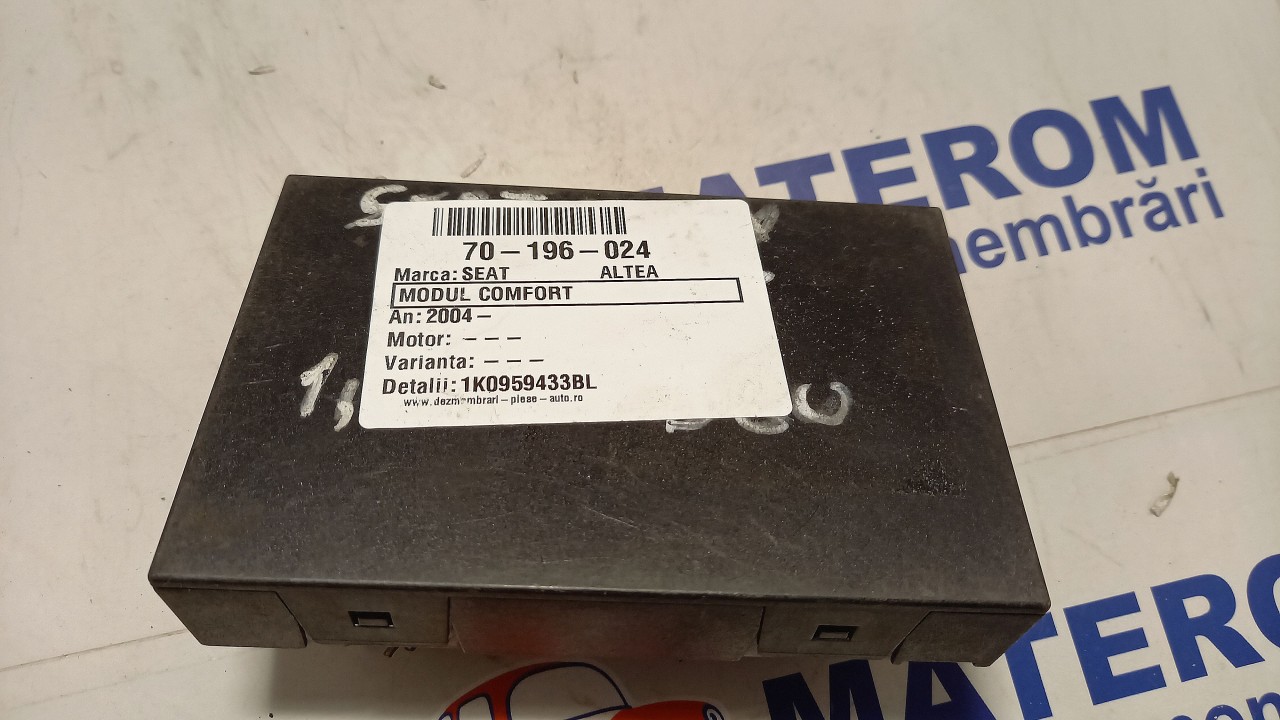 MATEROM
membrări
70-196-024
Marca: SEAT ALTEA
MODUL COMFORT
An: 2004-
Motor: ---
Varianta: ---
Detalii: 1K0959433BL
www.dezmembrari-piese-auto.ro
MATERO